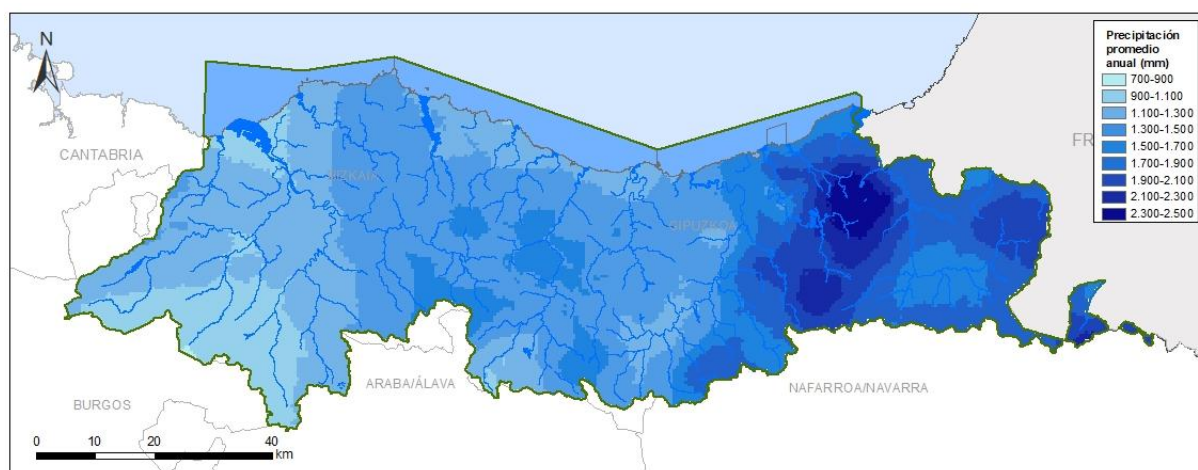 N
CANTABRIA
BIZKAIA
GIPUZKOA
FR
BURGOS
ARABA/ÁLAVA
NAFARROA/NAVARRA
0 10 20 40
km
Precipitación
promedio
anual (mm)
700-900
900-1.100
1.100-1.300
1.300-1.500
1.500-1.700
1.700-1.900
1.900-2.100
2.100-2.300
2.300-2.500